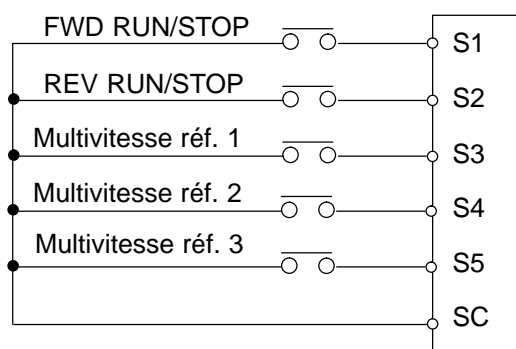 FWD RUN/STOP S1
REV RUN/STOP S2
Multivitesse réf. 1 S3
Multivitesse réf. 2 S4
Multivitesse réf. 3 S5
SC